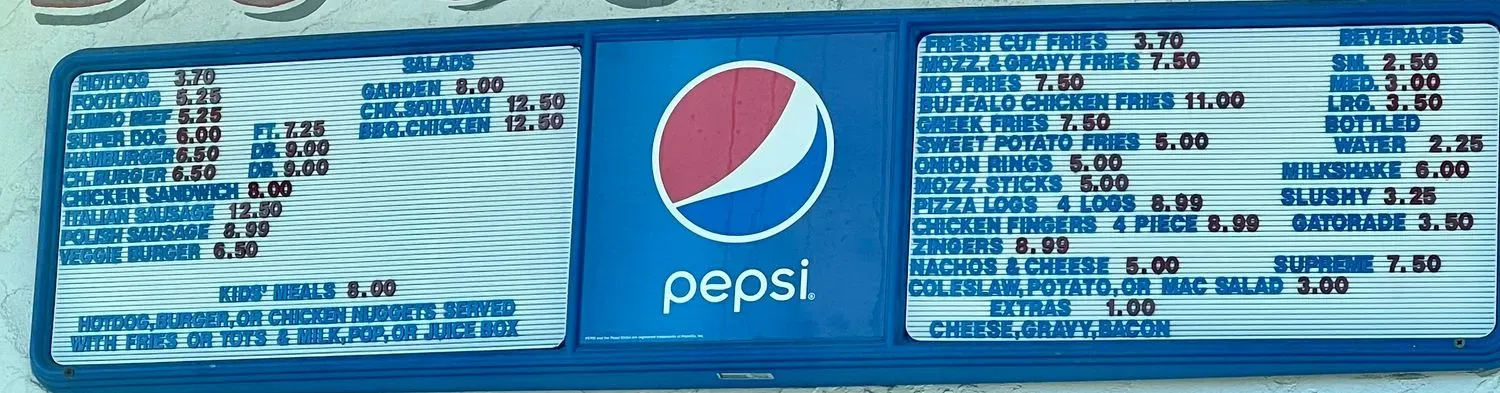 HOTDOG 3.70
FOOTLONG 5.25
JUMBO BEEF 5.25
SUPER DOG 6.00 FT. 7.25
HAMBURGER 6.50 DB. 9.00
CH. BURGER 6.50 DB. 9.00
CHICKEN SANDWICH 8.00
ITALIAN SAUSAGE 12.50
POLISH SAUSAGE 8.99
VEGGIE BURGER 6.50
SALADS
GARDEN 8.00
CHK.SOULVAKI 12.50
BBQ.CHICKEN 12.50
KIDS' MEALS 8.00
HOTDOG,BURGER,OR CHICKEN NUGGETS SERVED
WITH FRIES OR TOTS & MILK,POP,OR JUICE BOX
pepsi
FRESH CUT FRIES 3.70
MOZZ.&GRAVY FRIES 7.50
MO FRIES 7.50
BUFFALO CHICKEN FRIES 11.00
GREEK FRIES 7.50
SWEET POTATO FRIES 5.00
ONION RINGS 5.00
MOZZ. STICKS 5.00
PIZZA LOGS 4 LOGS 8.99
CHICKEN FINGERS 4 PIECE 8.99
ZINGERS 8.99
NACHOS & CHEESE 5.00 SUPREME 7.50
COLESLAW,POTATO,OR MAC SALAD 3.00
EXTRAS 1.00
CHEESE,GRAVY,BACON
BEVERAGES
SM. 2.50
MED. 3.00
LRG. 3.50
BOTTLED
WATER 2.25
MILKSHAKE 6.00
SLUSHY 3.25
GATORADE 3.50